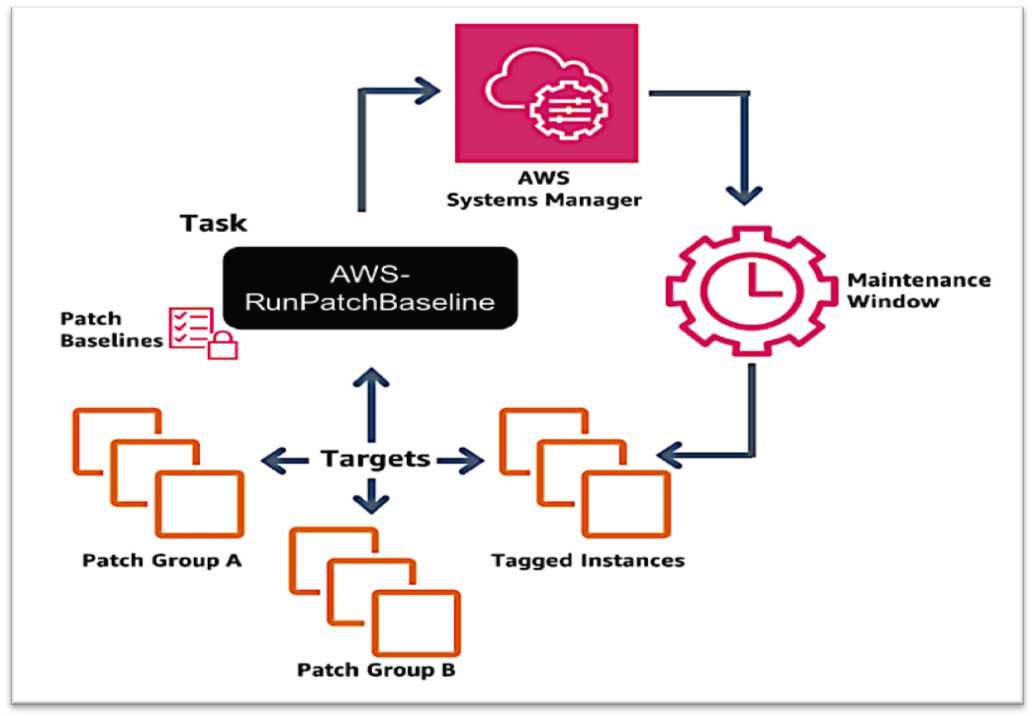 AWS
Systems Manager
Task
AWS-
RunPatchBaseline
Maintenance
Window
Patch
Baselines
Targets
Patch Group A
Tagged Instances
Patch Group B